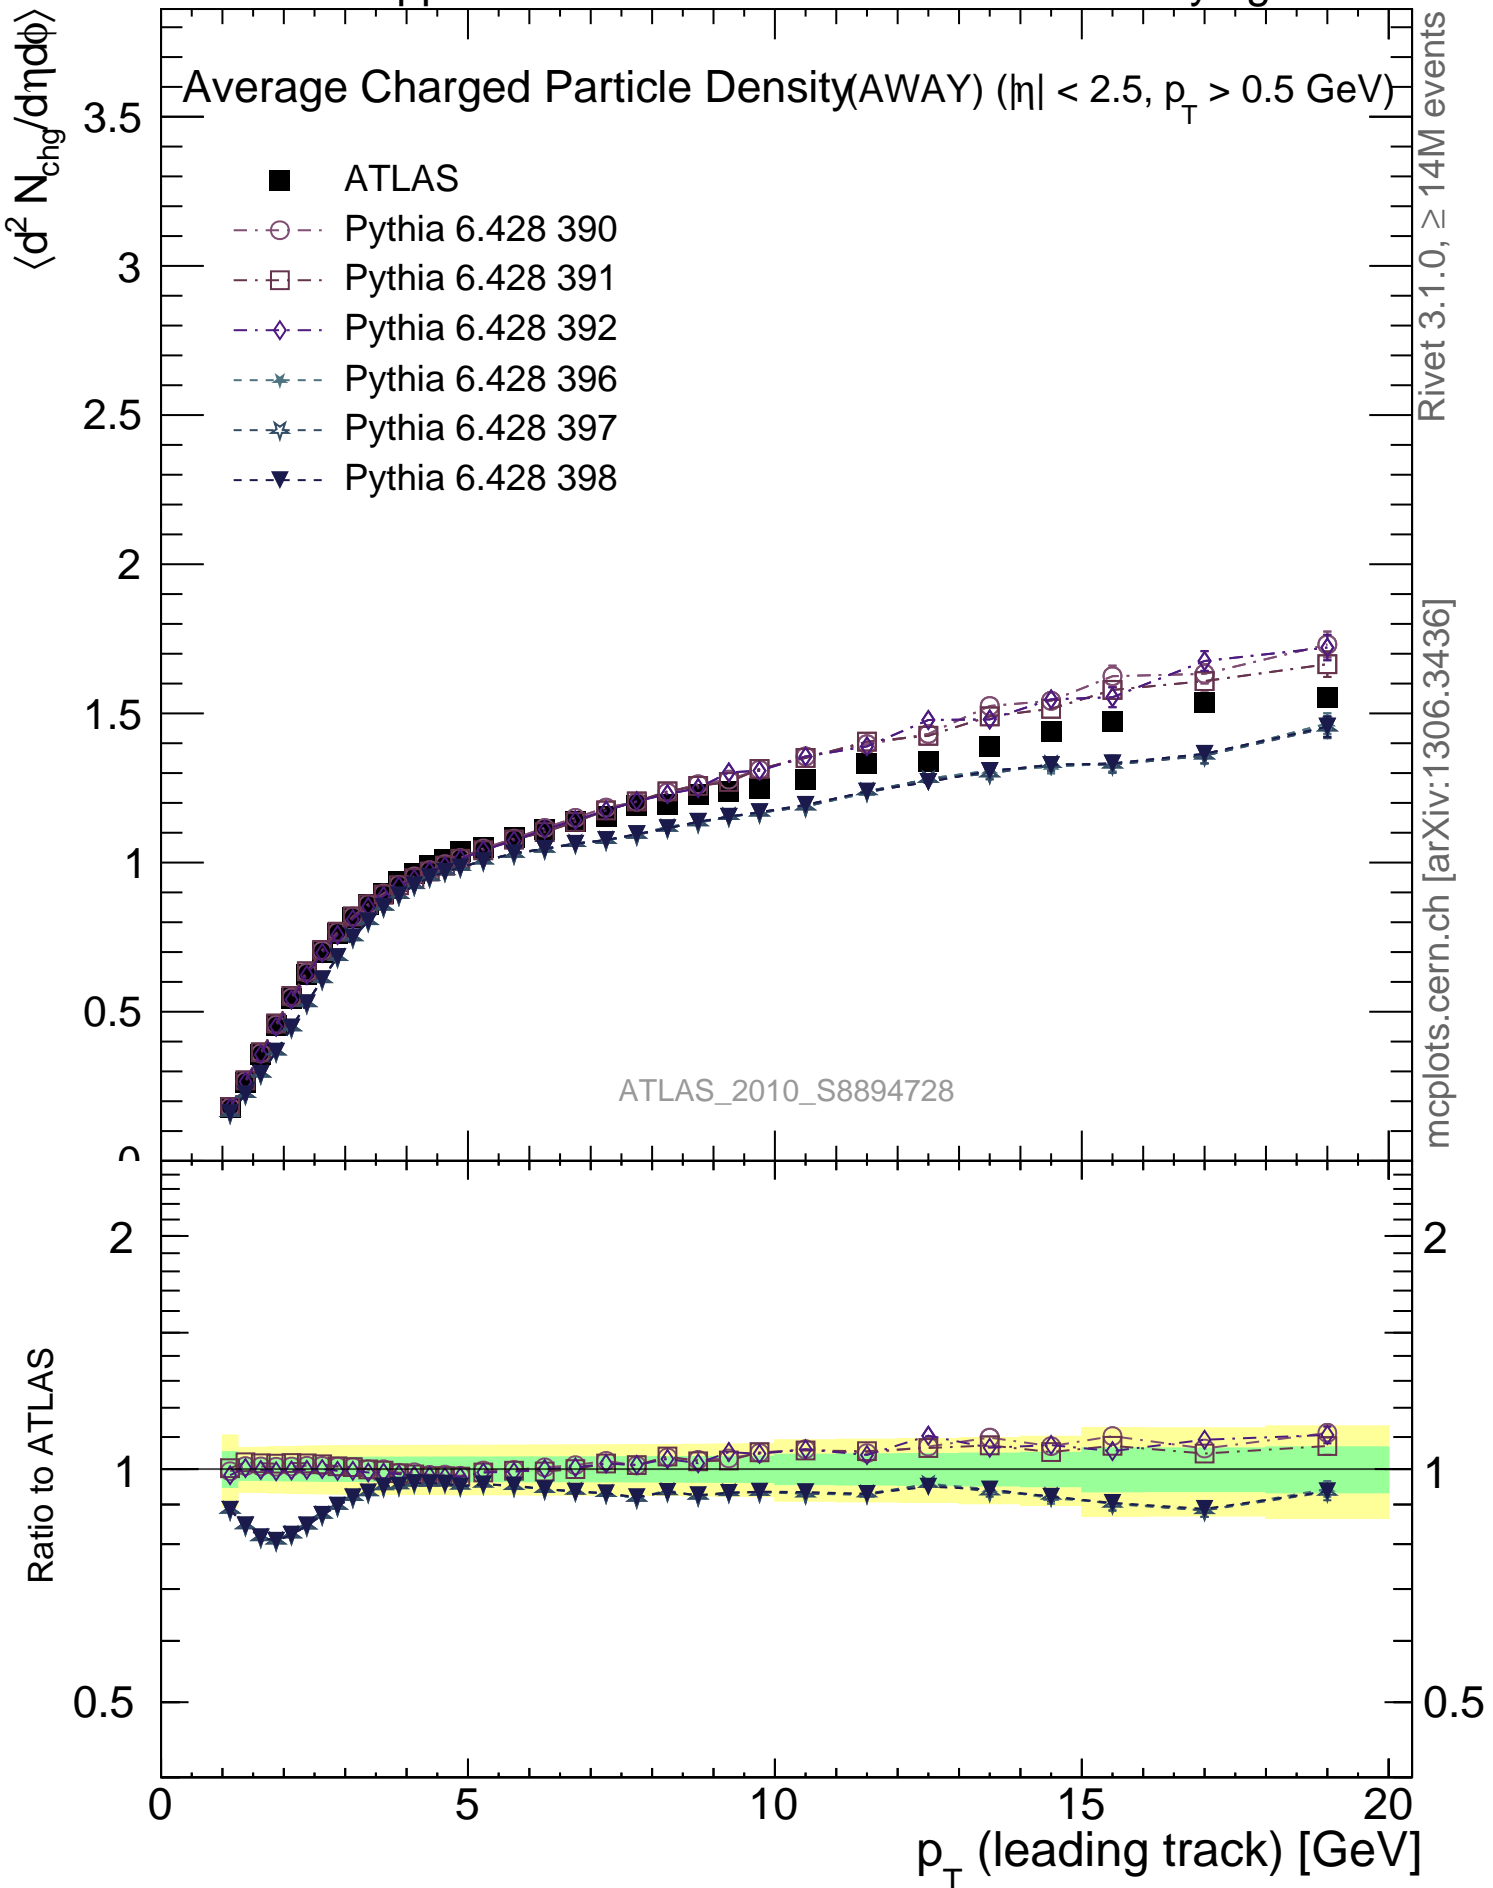 ⟨d² N_chg/dηdϕ⟩
Average Charged Particle Density(AWAY) (|η| < 2.5, p_T > 0.5 GeV)
ATLAS
Pythia 6.428 390
Pythia 6.428 391
Pythia 6.428 392
Pythia 6.428 396
Pythia 6.428 397
Pythia 6.428 398
3.5
3
2.5
2
1.5
1
0.5
0
ATLAS_2010_S8894728
Rivet 3.1.0, ≥ 14M events
mcplots.cern.ch [arXiv:1306.3436]
Ratio to ATLAS
2
1
0.5
2
1
0.5
0 5 10 15 20
p_T (leading track) [GeV]